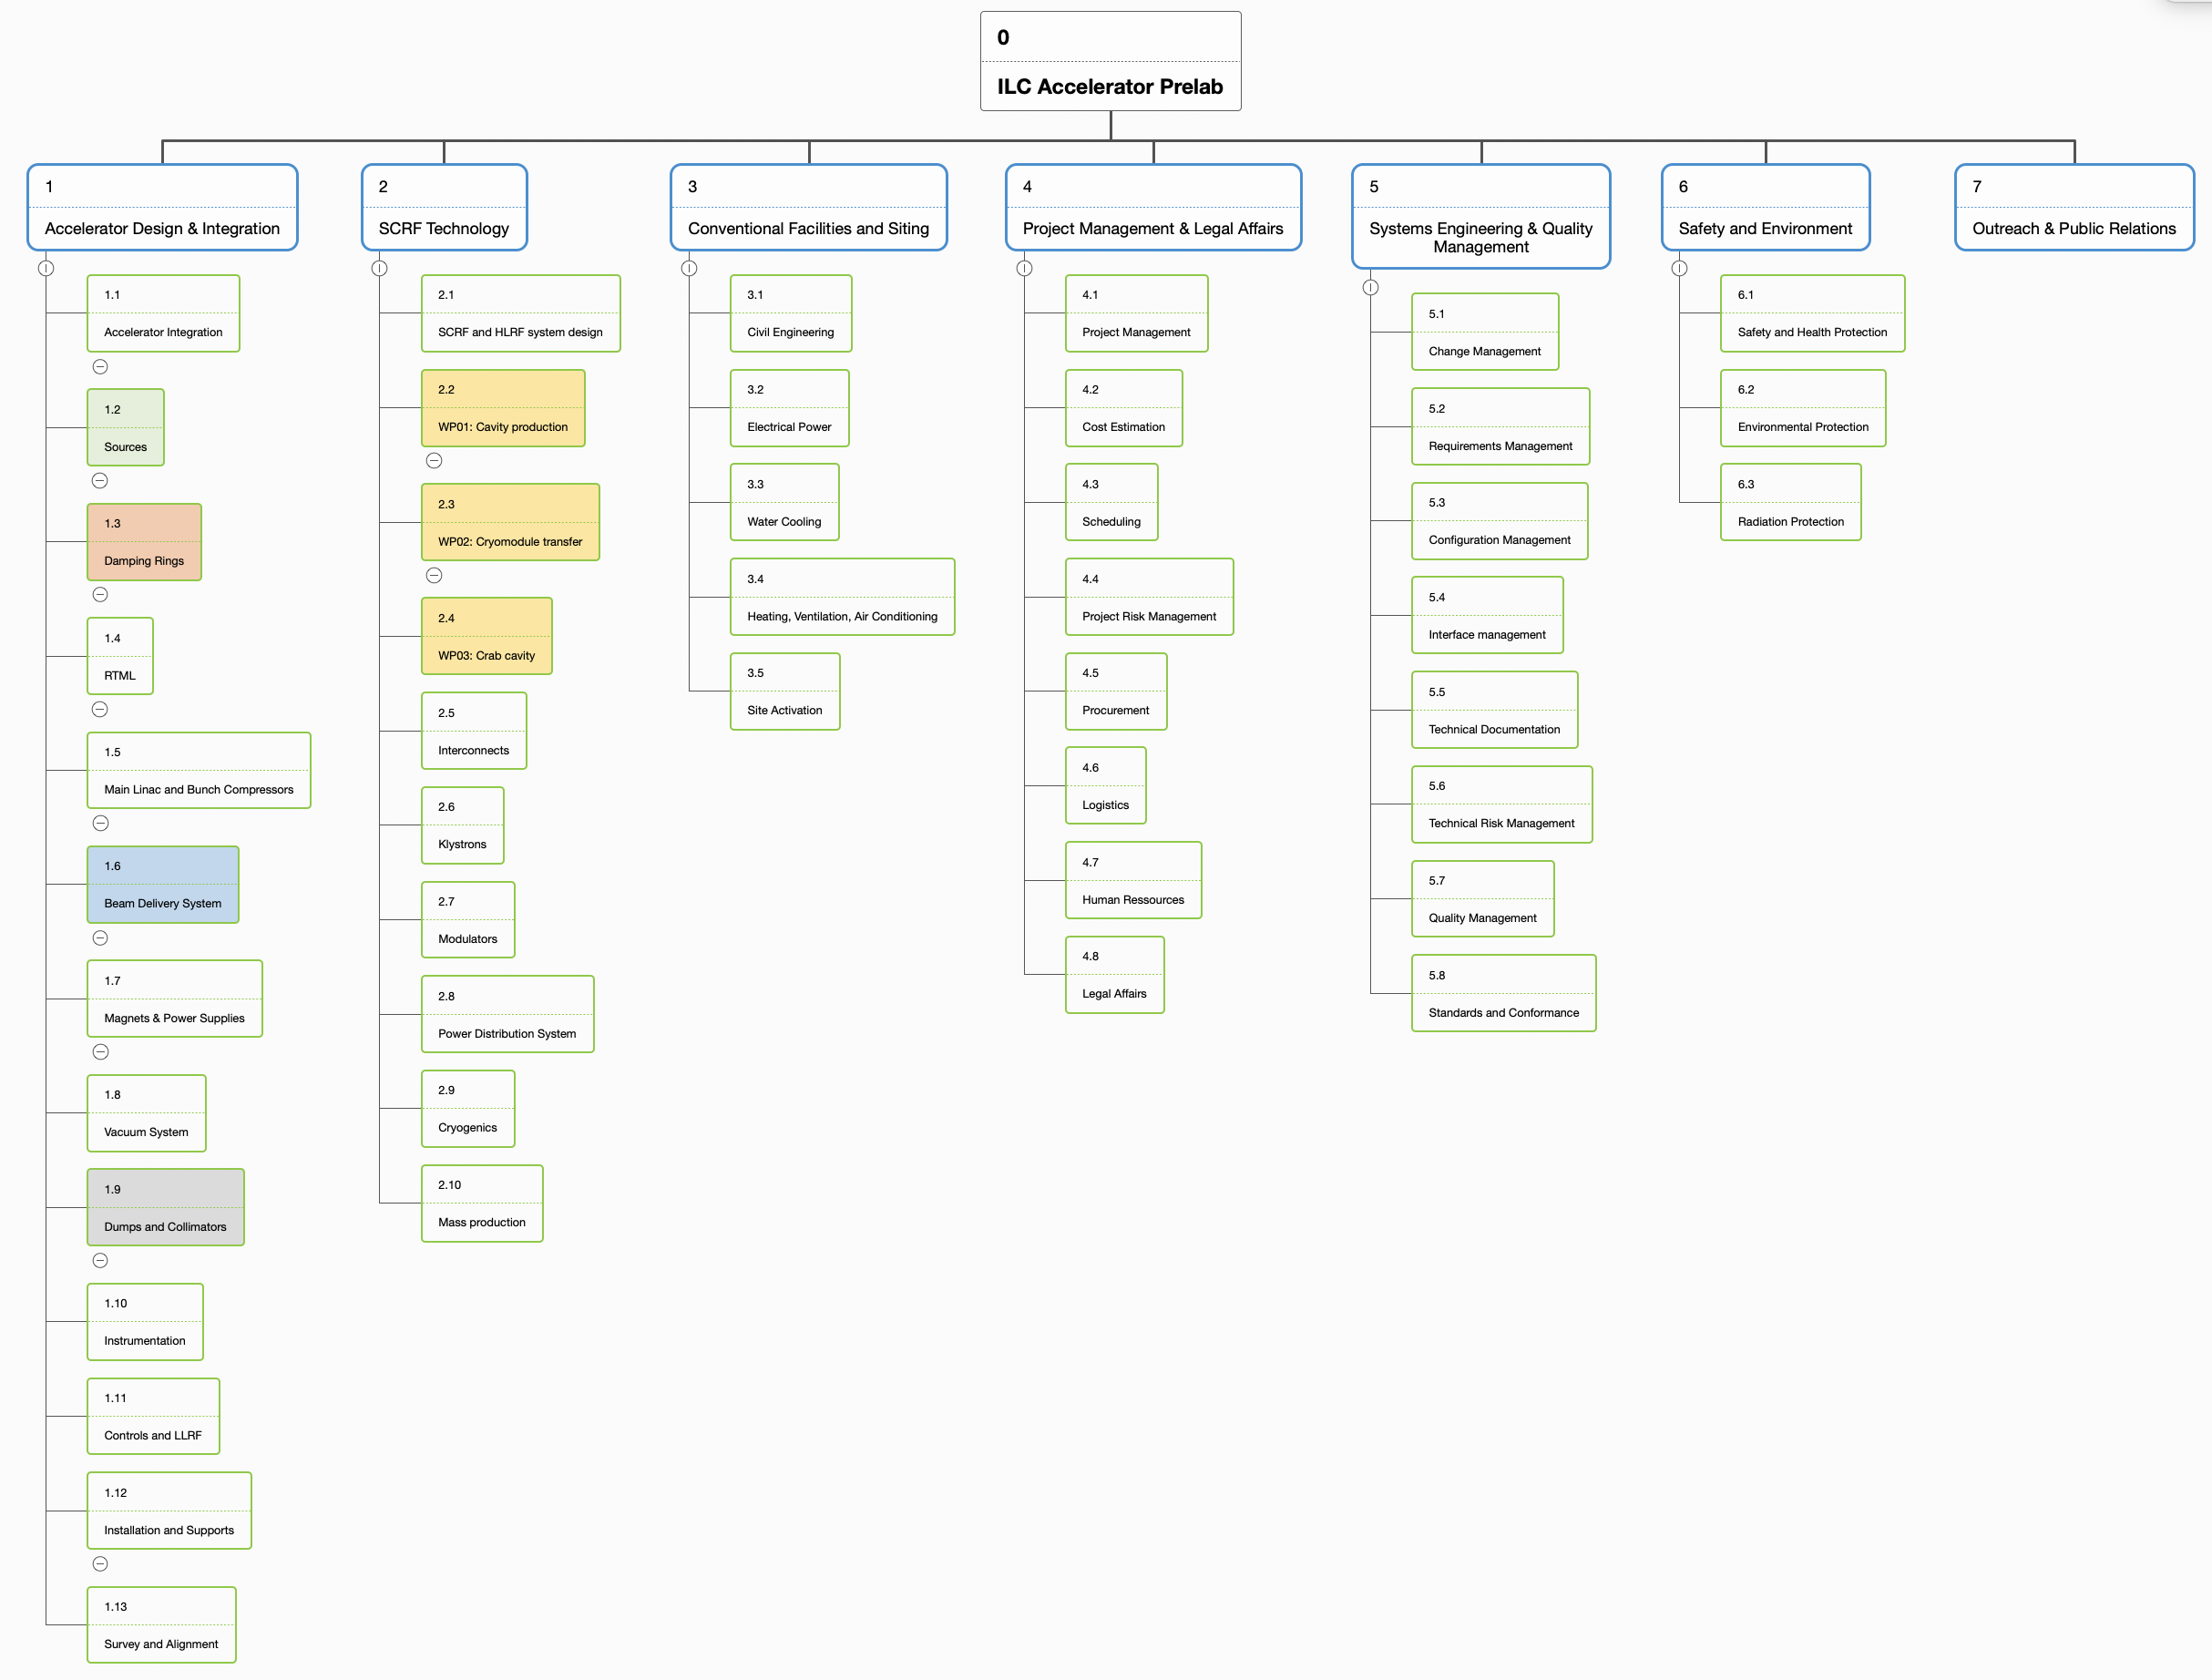 0
ILC Accelerator Prelab
1
Accelerator Design & Integration
1.1
Accelerator Integration
1.2
Sources
1.3
Damping Rings
1.4
RTML
1.5
Main Linac and Bunch Compressors
1.6
Beam Delivery System
1.7
Magnets & Power Supplies
1.8
Vacuum System
1.9
Dumps and Collimators
1.10
Instrumentation
1.11
Controls and LLRF
1.12
Installation and Supports
1.13
Survey and Alignment
2
SCRF Technology
2.1
SCRF and HLRF system design
2.2
WP01: Cavity production
2.3
WP02: Cryomodule transfer
2.4
WP03: Crab cavity
2.5
Interconnects
2.6
Klystrons
2.7
Modulators
2.8
Power Distribution System
2.9
Cryogenics
2.10
Mass production
3
Conventional Facilities and Siting
3.1
Civil Engineering
3.2
Electrical Power
3.3
Water Cooling
3.4
Heating, Ventilation, Air Conditioning
3.5
Site Activation
4
Project Management & Legal Affairs
4.1
Project Management
4.2
Cost Estimation
4.3
Scheduling
4.4
Project Risk Management
4.5
Procurement
4.6
Logistics
4.7
Human Ressources
4.8
Legal Affairs
5
Systems Engineering & Quality
Management
5.1
Change Management
5.2
Requirements Management
5.3
Configuration Management
5.4
Interface management
5.5
Technical Documentation
5.6
Technical Risk Management
5.7
Quality Management
5.8
Standards and Conformance
6
Safety and Environment
6.1
Safety and Health Protection
6.2
Environmental Protection
6.3
Radiation Protection
7
Outreach & Public Relations